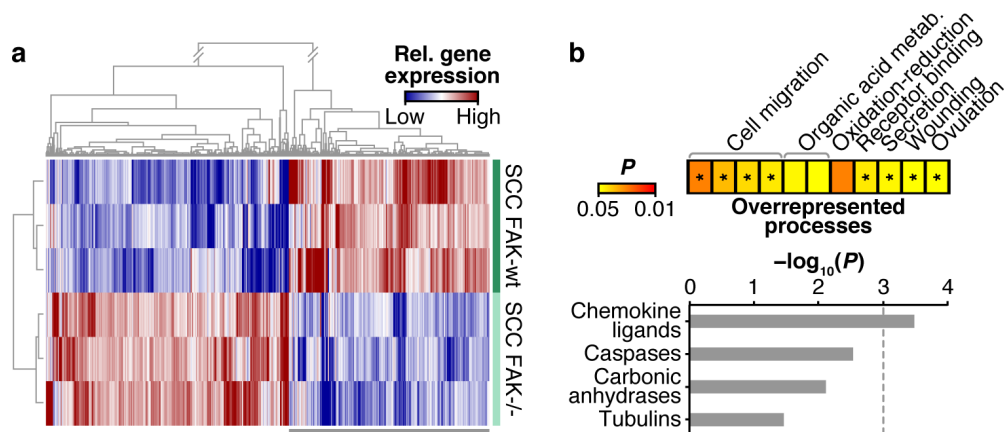 a
Rel. gene
expression
Low High
SCC FAK-wt
SCC FAK-/-
b
Cell migration
Organic acid metab.
Oxidation-reduction
Receptor binding
Secretion
Wounding
Ovulation
P
0.05 0.01
* * * * * * * *
Overrepresented
processes
–log10(P)
0 1 2 3 4
Chemokine
ligands
Caspases
Carbonic
anhydrases
Tubulins